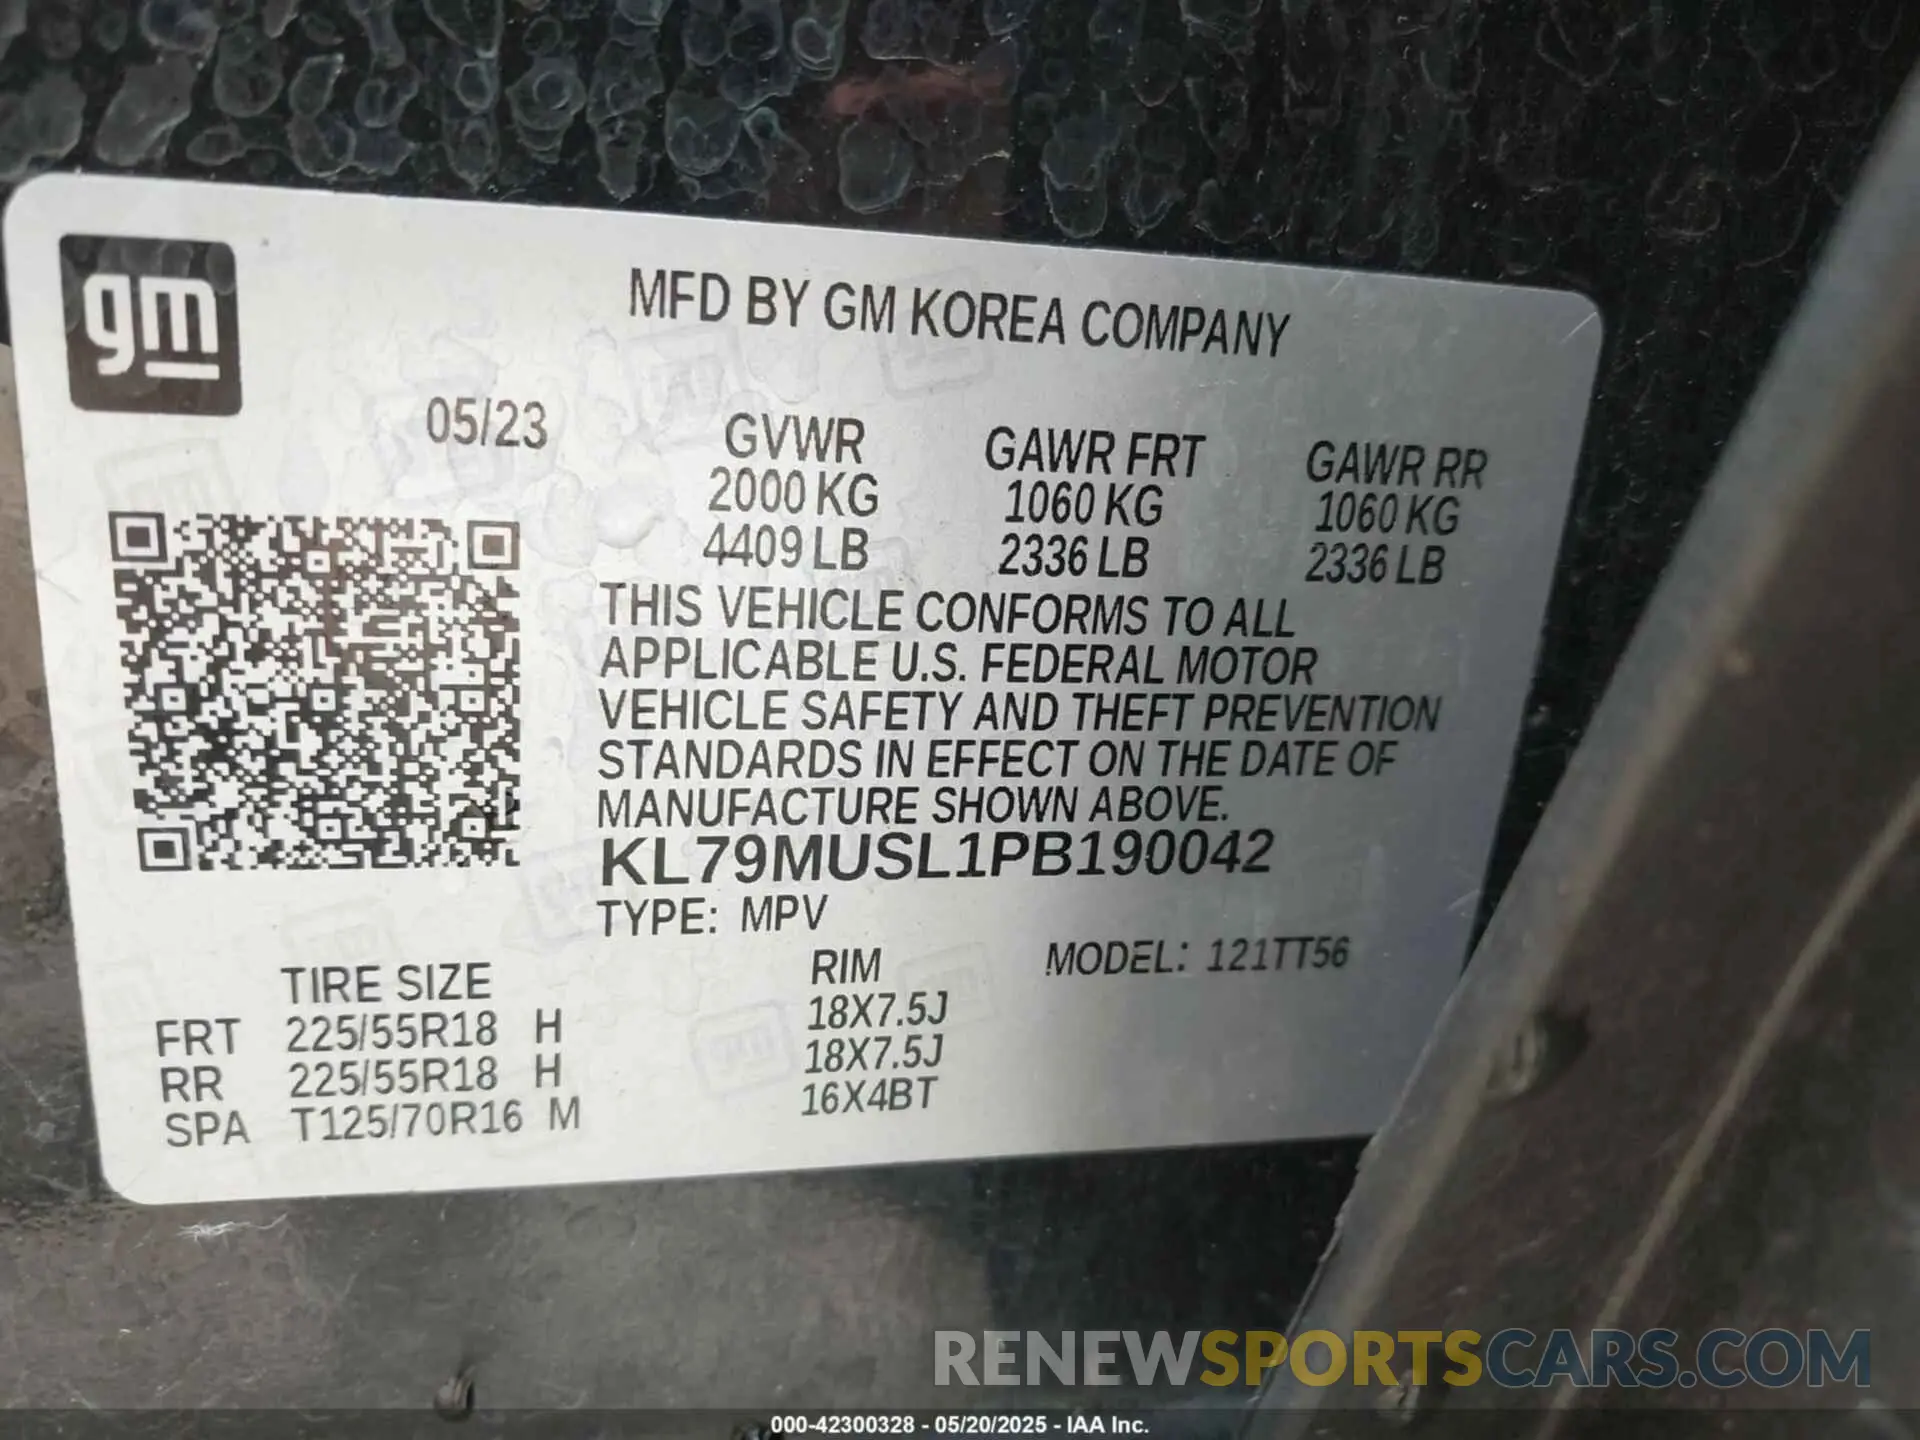 gm
MFD BY GM KOREA COMPANY
05/23
GVWR GAWR FRT GAWR RR
2000 KG 1060 KG 1060 KG
4409 LB 2336 LB 2336 LB
THIS VEHICLE CONFORMS TO ALL
APPLICABLE U.S. FEDERAL MOTOR
VEHICLE SAFETY AND THEFT PREVENTION
STANDARDS IN EFFECT ON THE DATE OF
MANUFACTURE SHOWN ABOVE.
KL79MUSL1PB190042
TYPE: MPV
TIRE SIZE RIM MODEL: 121TT56
FRT 225/55R18 H 18X7.5J
RR 225/55R18 H 18X7.5J
SPA T125/70R16 M 16X4BT
RENEWSPORTSCARS.COM
000-42300328 - 05/20/2025 - IAA Inc.